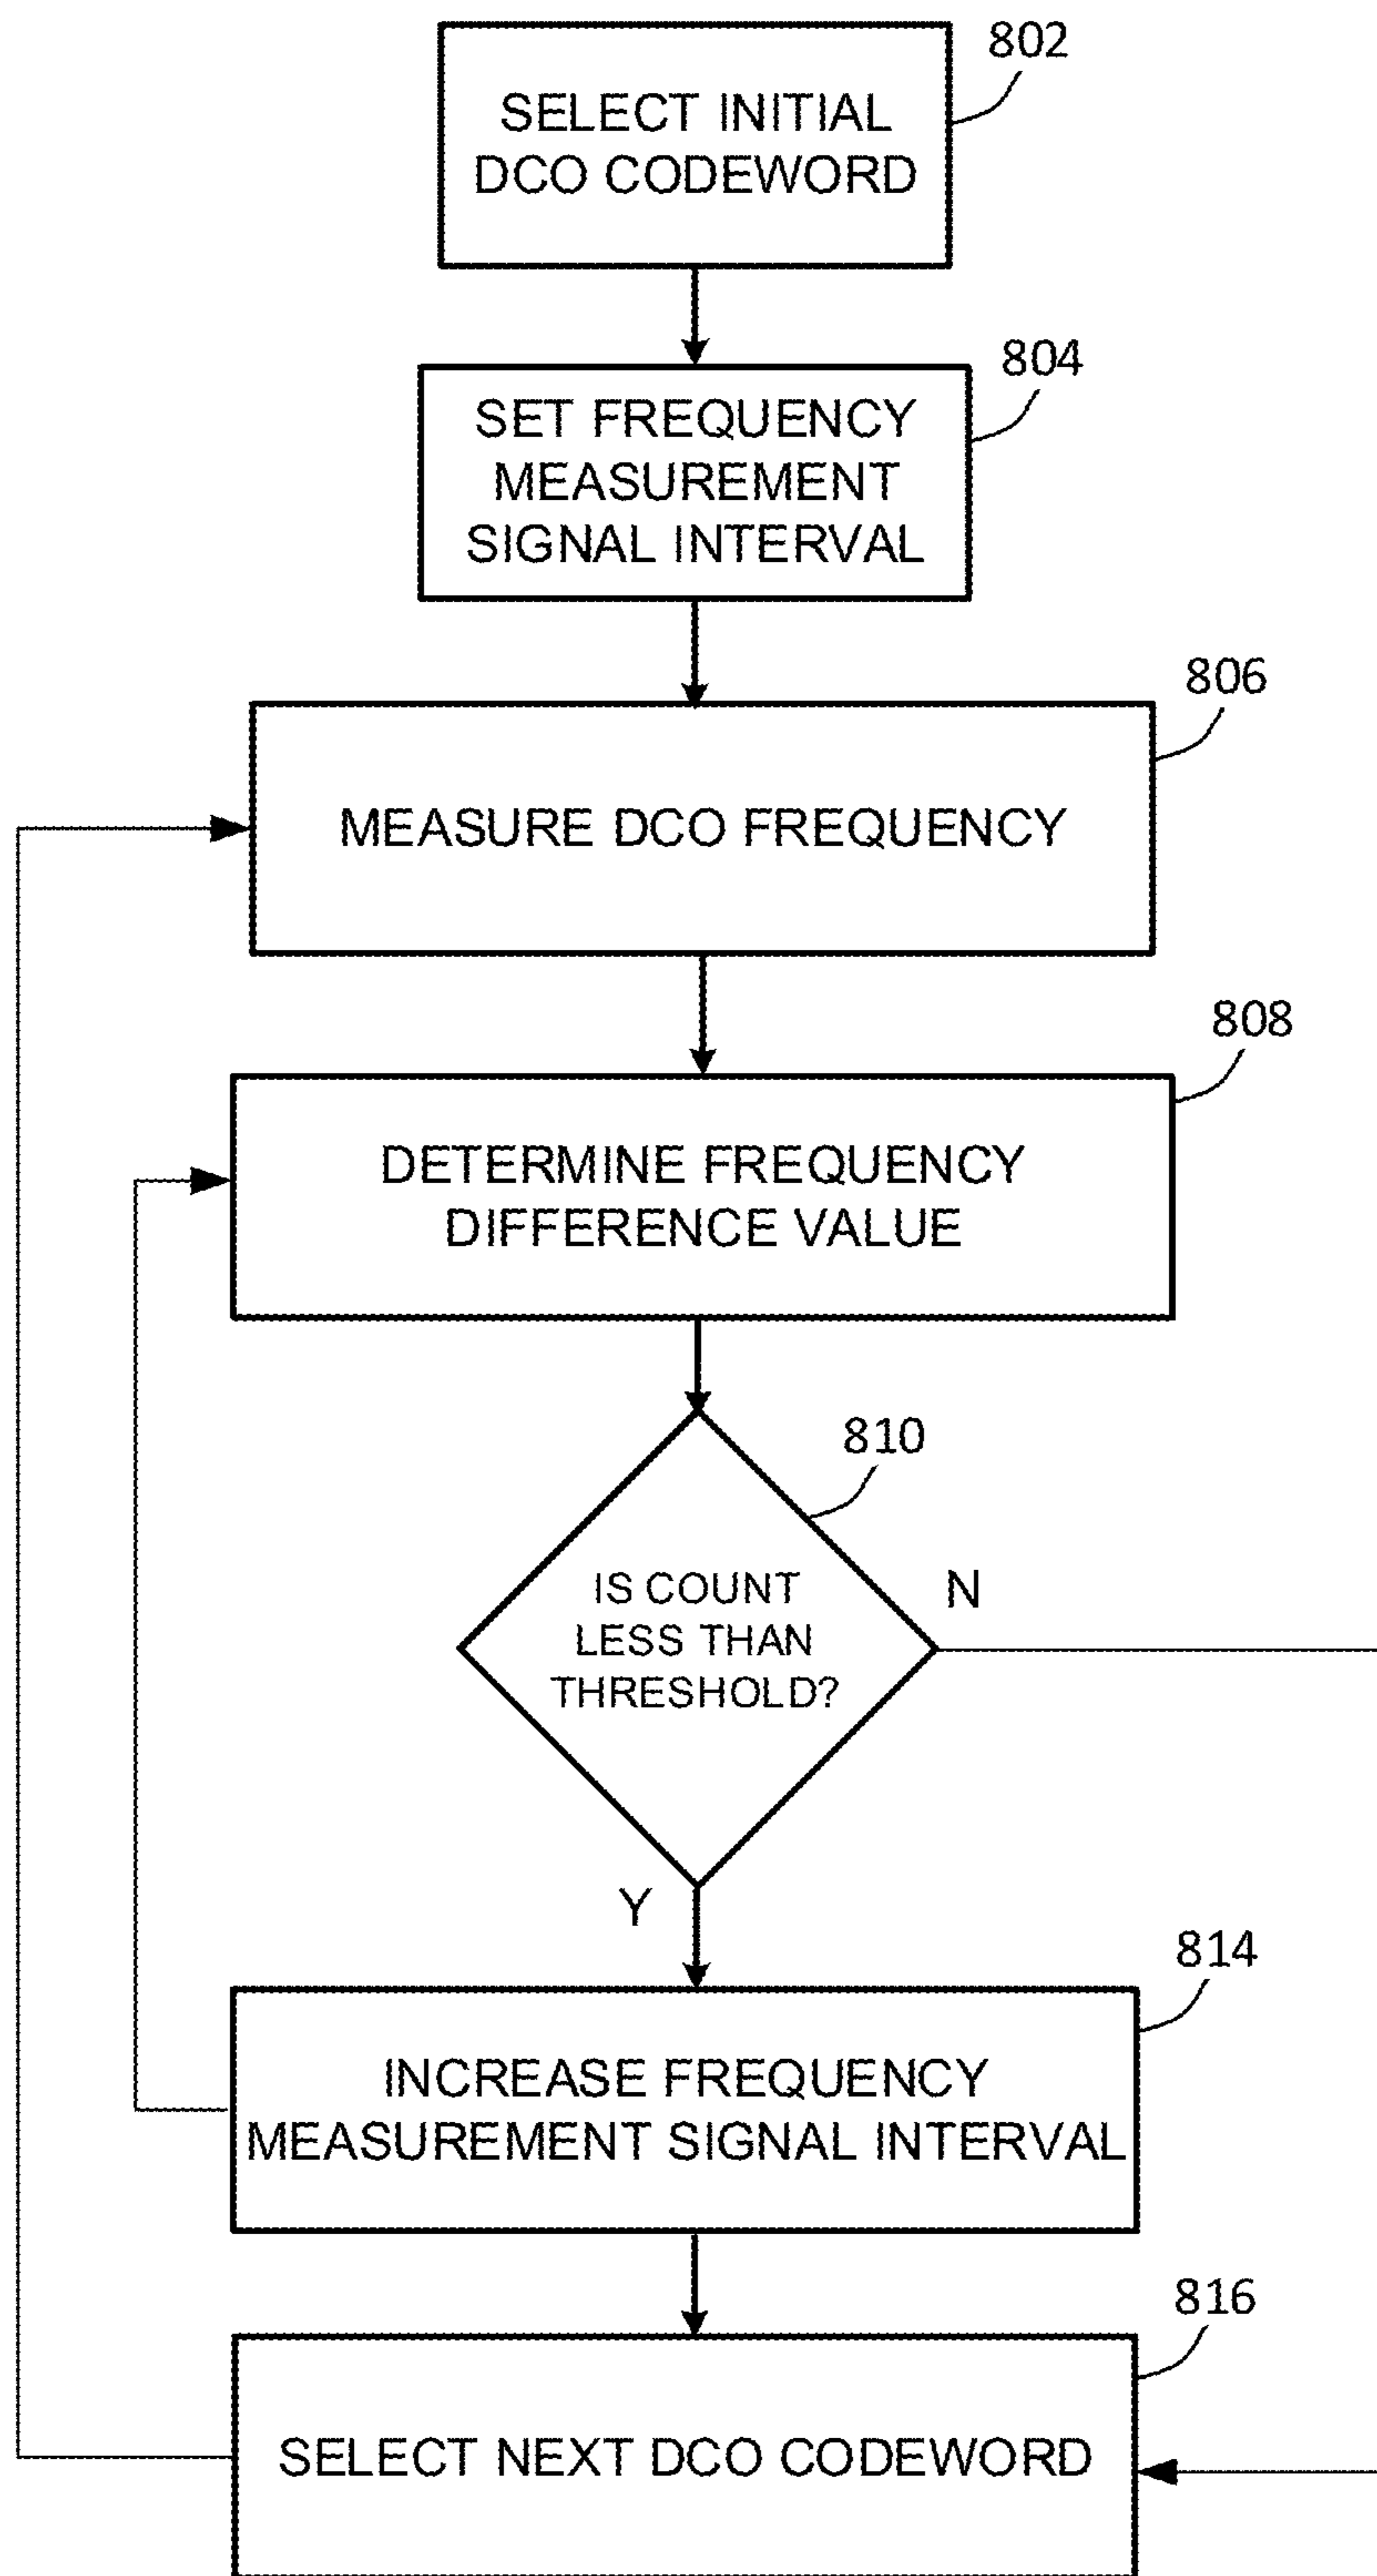 802
SELECT INITIAL
DCO CODEWORD
804
SET FREQUENCY
MEASUREMENT
SIGNAL INTERVAL
806
MEASURE DCO FREQUENCY
808
DETERMINE FREQUENCY
DIFFERENCE VALUE
810
IS COUNT
LESS THAN
THRESHOLD?
N
Y
814
INCREASE FREQUENCY
MEASUREMENT SIGNAL INTERVAL
816
SELECT NEXT DCO CODEWORD